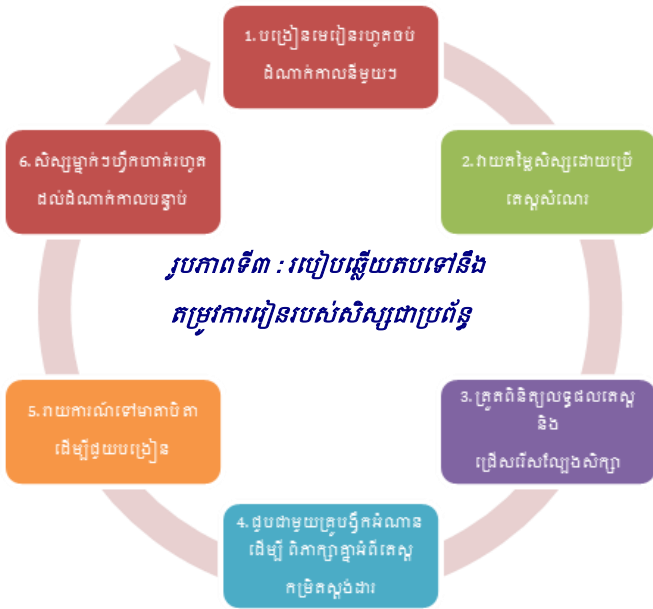 1. បង្រៀនមេរៀនរហូតចប់
ដំណាក់កាលនីមួយៗ
2. វាយតម្លៃសិស្សដោយប្រើ
តេស្តសំណេរ
3. ត្រួតពិនិត្យលទ្ធផលតេស្ត
និង
ជ្រើសរើសល្បែងសិក្សា
4. ជួបជាមួយគ្រូបង្វឹកអំណាន
ដើម្បី ពិភាក្សាគ្នាអំពីតេស្ត
កម្រិតស្តង់ដារ
5. រាយការណ៍ទៅមាតាបិតា
ដើម្បីជួយបង្រៀន
6. សិស្សម្នាក់ៗហ្វឹកហាត់រហូត
ដល់ដំណាក់កាលបន្ទាប់
រូបភាពទី៣ : របៀបឆ្លើយតបទៅនឹង
តម្រូវការរៀនរបស់សិស្សជាប្រព័ន្ធ